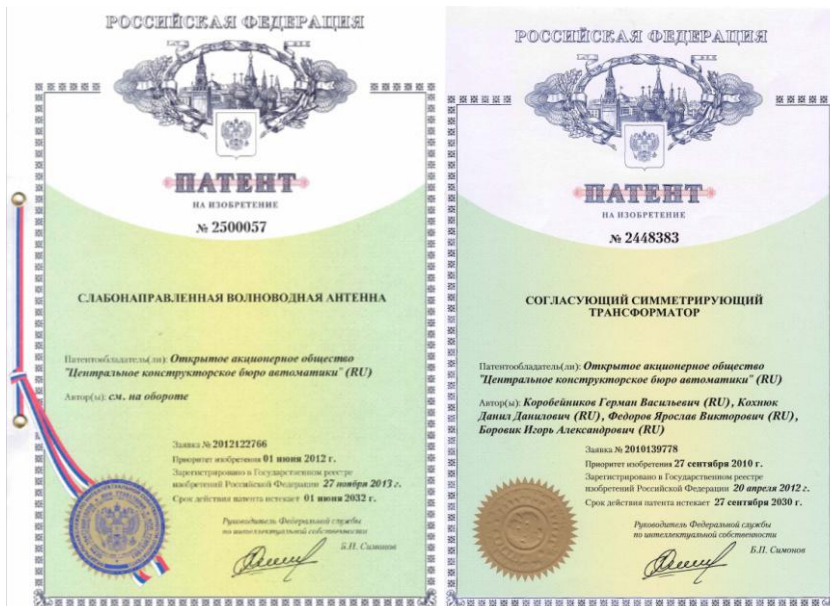 РОССИЙСКАЯ ФЕДЕРАЦИЯ
ПАТЕНТ
НА ИЗОБРЕТЕНИЕ
№ 2500057
СЛАБОНАПРАВЛЕННАЯ ВОЛНОВОДНАЯ АНТЕННА
Патентообладатель(ли): Открытое акционерное общество
"Центральное конструкторское бюро автоматики" (RU)
Автор(ы): см. на обороте
Заявка № 2012122766
Приоритет изобретения 01 июня 2012 г.
Зарегистрировано в Государственном реестре
изобретений Российской Федерации 27 ноября 2013 г.
Срок действия патента истекает 01 июня 2032 г.
Руководитель Федеральной службы
по интеллектуальной собственности
Б.П. Симонов
РОССИЙСКАЯ ФЕДЕРАЦИЯ
ПАТЕНТ
НА ИЗОБРЕТЕНИЕ
№ 2448383
СОГЛАСУЮЩИЙ СИММЕТРИРУЮЩИЙ
ТРАНСФОРМАТОР
Патентообладатель(ли): Открытое акционерное общество
"Центральное конструкторское бюро автоматики" (RU)
Автор(ы): Коробейников Герман Васильевич (RU), Кохнюк
Данил Данилович (RU), Федоров Ярослав Викторович (RU),
Боровик Игорь Александрович (RU)
Заявка № 2010139778
Приоритет изобретения 27 сентября 2010 г.
Зарегистрировано в Государственном реестре
изобретений Российской Федерации 20 апреля 2012 г.
Срок действия патента истекает 27 сентября 2030 г.
Руководитель Федеральной службы
по интеллектуальной собственности
Б.П. Симонов